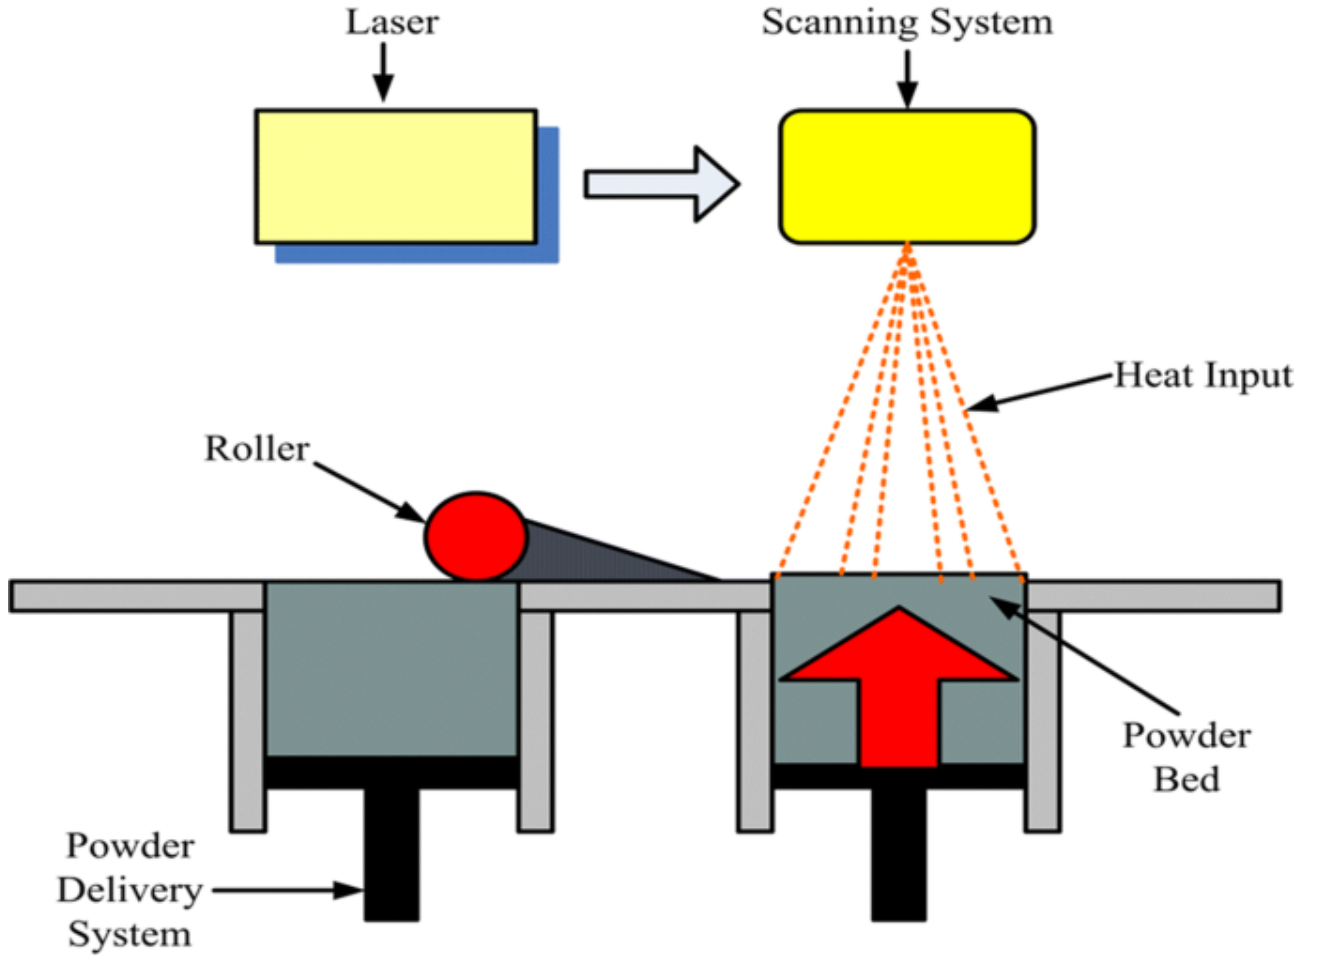 Laser
Scanning System
Heat Input
Roller
Powder
Bed
Powder
Delivery
System